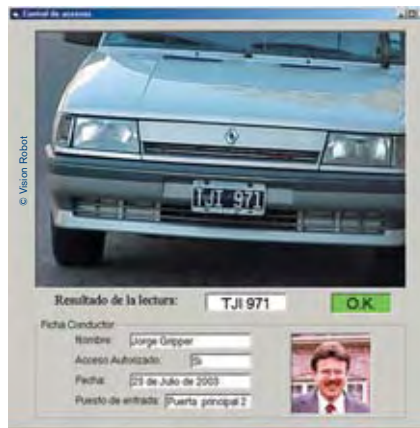 Control de accesos
© Vision Robot
TJI 971
Resultado de la lectura: TJI 971 O.K.
Ficha Conductor
Nombre: Jorge Gripper
Acceso Autorizado: Si
Fecha: 23 de Julio de 2003
Puesto de entrada: Puerta principal 2